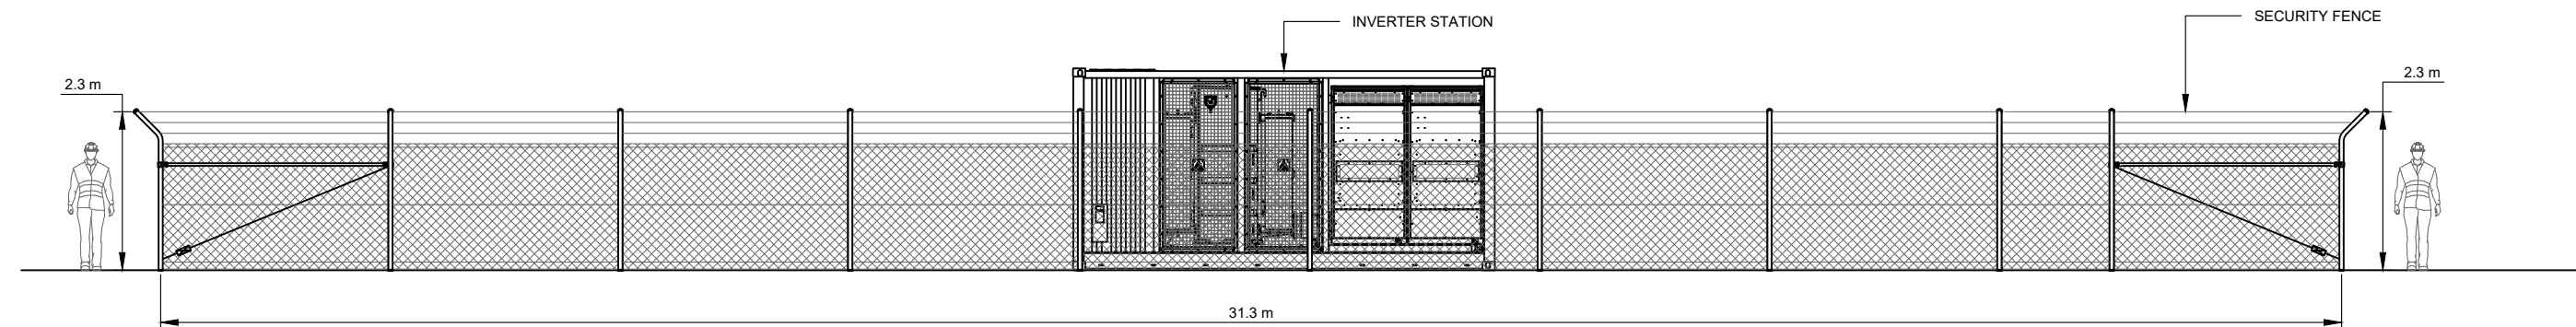 INVERTER STATION
SECURITY FENCE
2.3 m
2.3 m
31.3 m